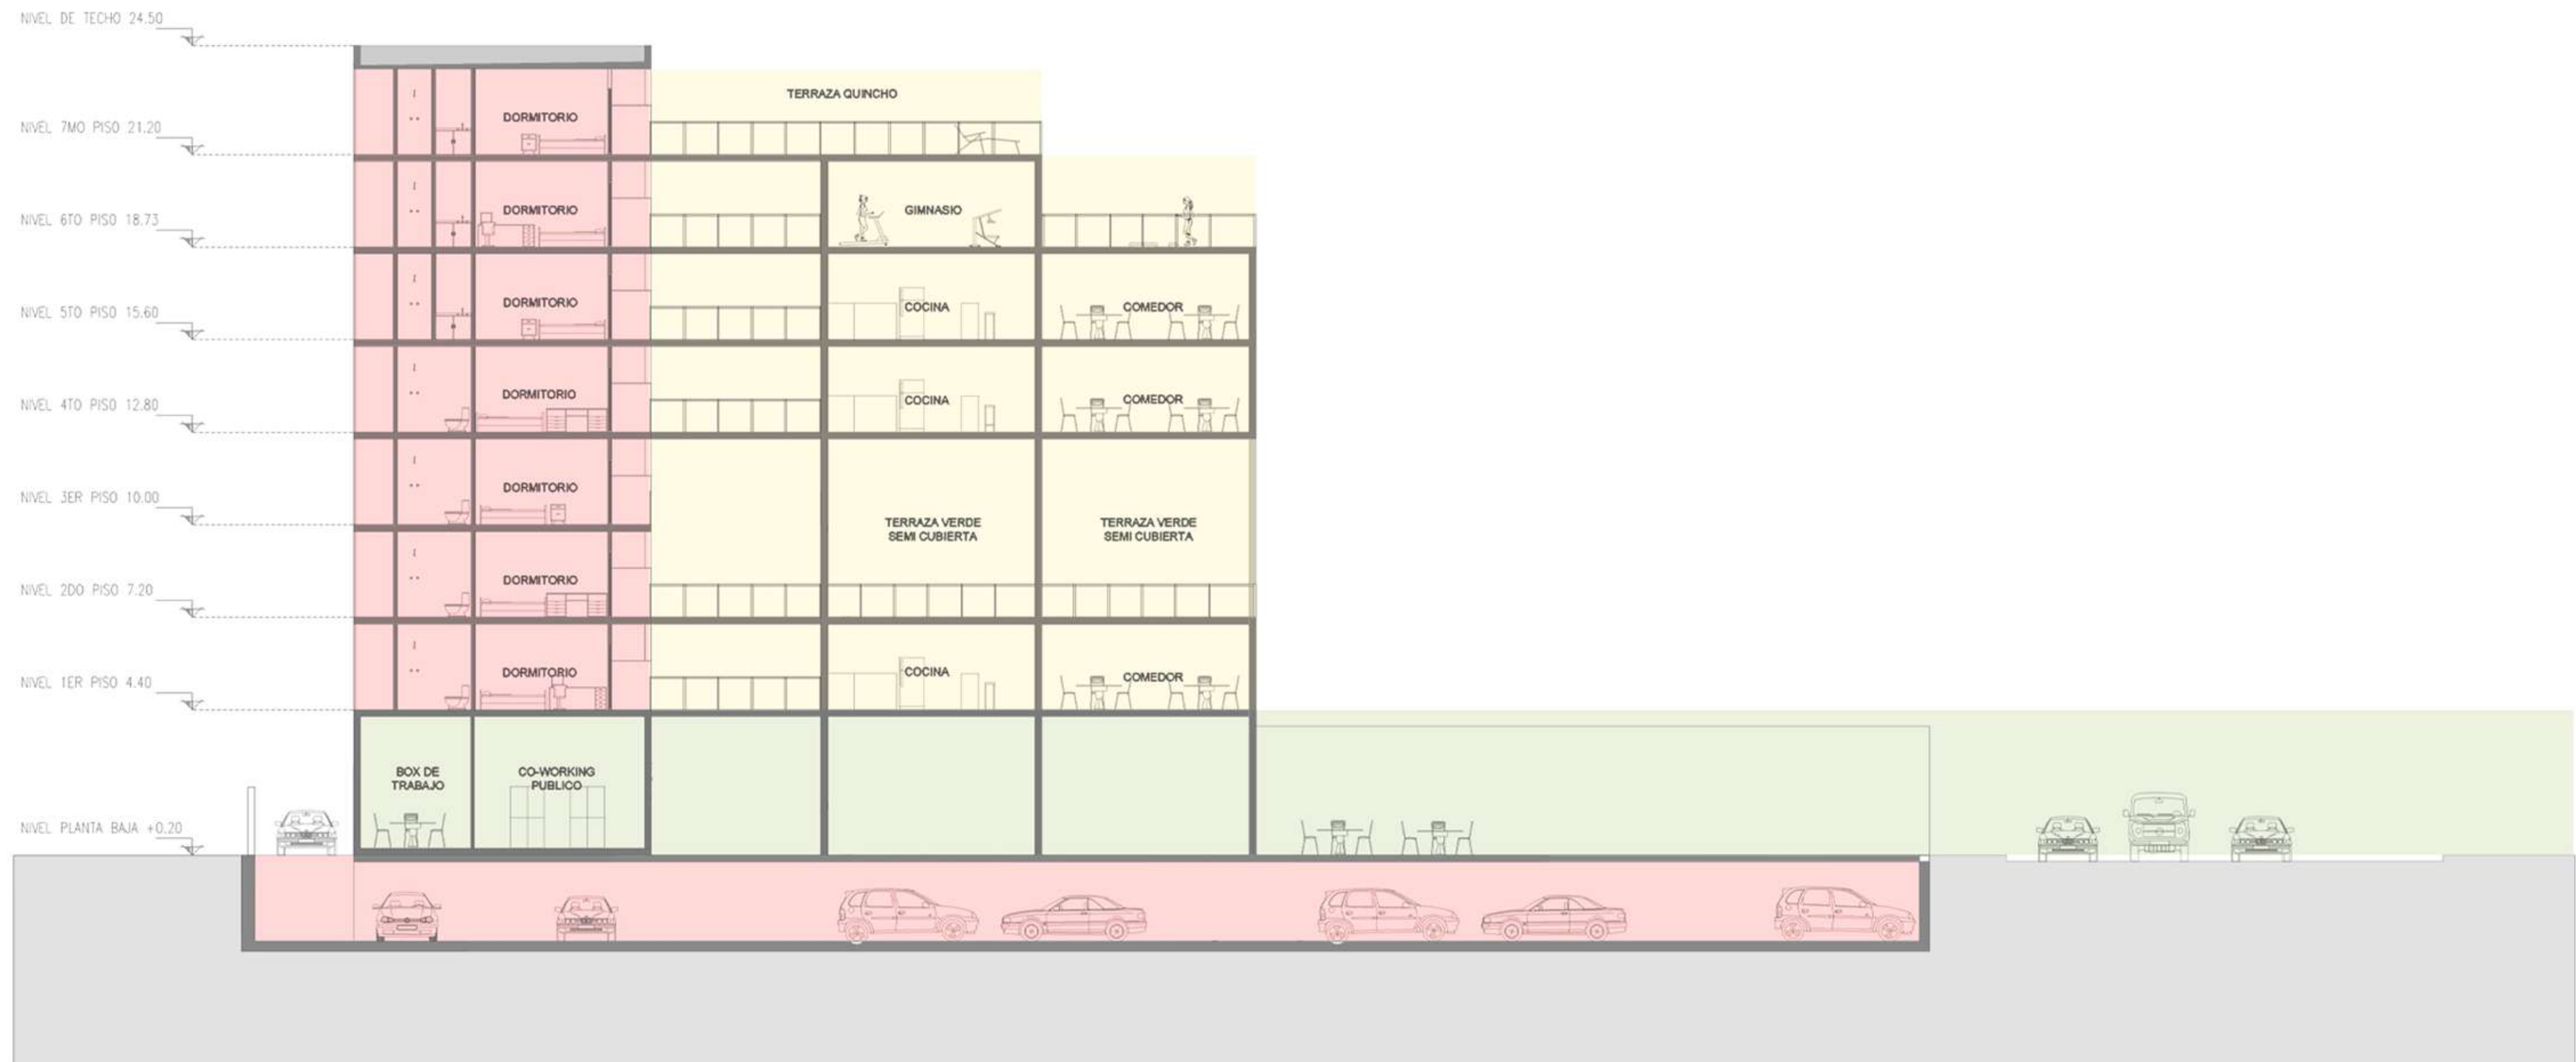 NIVEL DE TECHO 24.50
TERRAZA QUINCHO
DORMITORIO
NIVEL 7MO PISO 21.20
DORMITORIO
GIMNASIO
NIVEL 6TO PISO 18.73
DORMITORIO
COCINA
COMEDOR
NIVEL 5TO PISO 15.60
DORMITORIO
COCINA
COMEDOR
NIVEL 4TO PISO 12.80
DORMITORIO
NIVEL 3ER PISO 10.00
TERRAZA VERDE
SEMI CUBIERTA
TERRAZA VERDE
SEMI CUBIERTA
DORMITORIO
NIVEL 2DO PISO 7.20
DORMITORIO
COCINA
COMEDOR
NIVEL 1ER PISO 4.40
BOX DE
TRABAJO
CO-WORKING
PUBLICO
NIVEL PLANTA BAJA +0.20